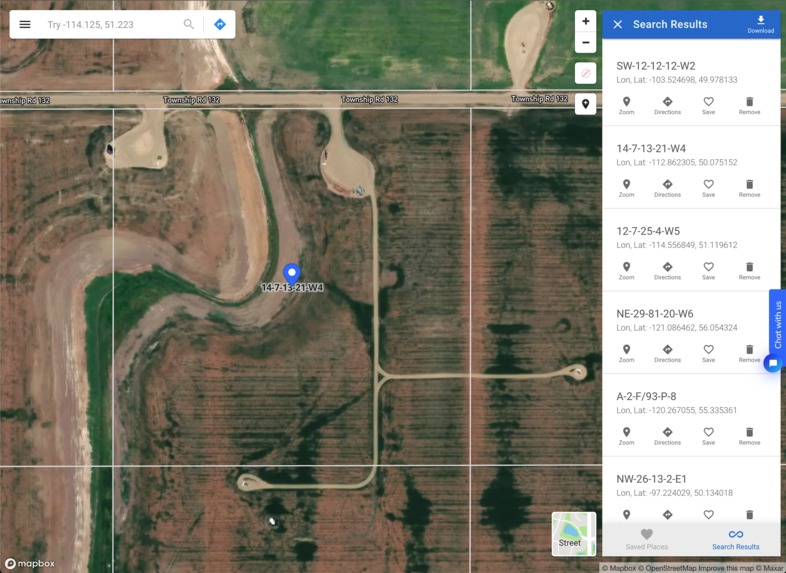 Try -114.125, 51.223
Search Results
Download
SW-12-12-12-W2
Lon, Lat: -103.524698, 49.978133
Zoom Directions Save Remove
14-7-13-21-W4
Lon, Lat: -112.862305, 50.075152
Zoom Directions Save Remove
12-7-25-4-W5
Lon, Lat: -114.556849, 51.119612
Zoom Directions Save Remove
NE-29-81-20-W6
Lon, Lat: -121.086462, 56.054324
Zoom Directions Save Remove
A-2-F/93-P-8
Lon, Lat: -120.267055, 55.335361
Zoom Directions Save Remove
NW-26-13-2-E1
Lon, Lat: -97.224029, 50.134018
Zoom Directions Save Remove
Saved Places
Search Results
Chat with us
wnship Rd 132
Township Rd 132
Township Rd 132
Township Rd 132
14-7-13-21-W4
Street
mapbox
© Mapbox © OpenStreetMap Improve this map © Maxar